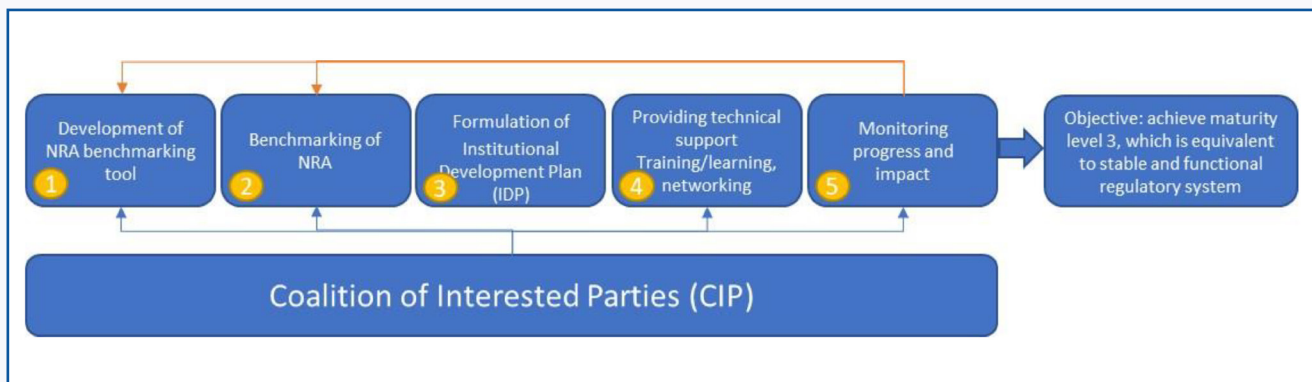 Development of
NRA benchmarking
tool
1
Benchmarking of
NRA
2
Formulation of
Institutional
Development Plan
(IDP)
3
Providing technical
support
Training/learning,
networking
4
Monitoring
progress and
impact
5
Objective: achieve maturity
level 3, which is equivalent
to stable and functional
regulatory system
Coalition of Interested Parties (CIP)